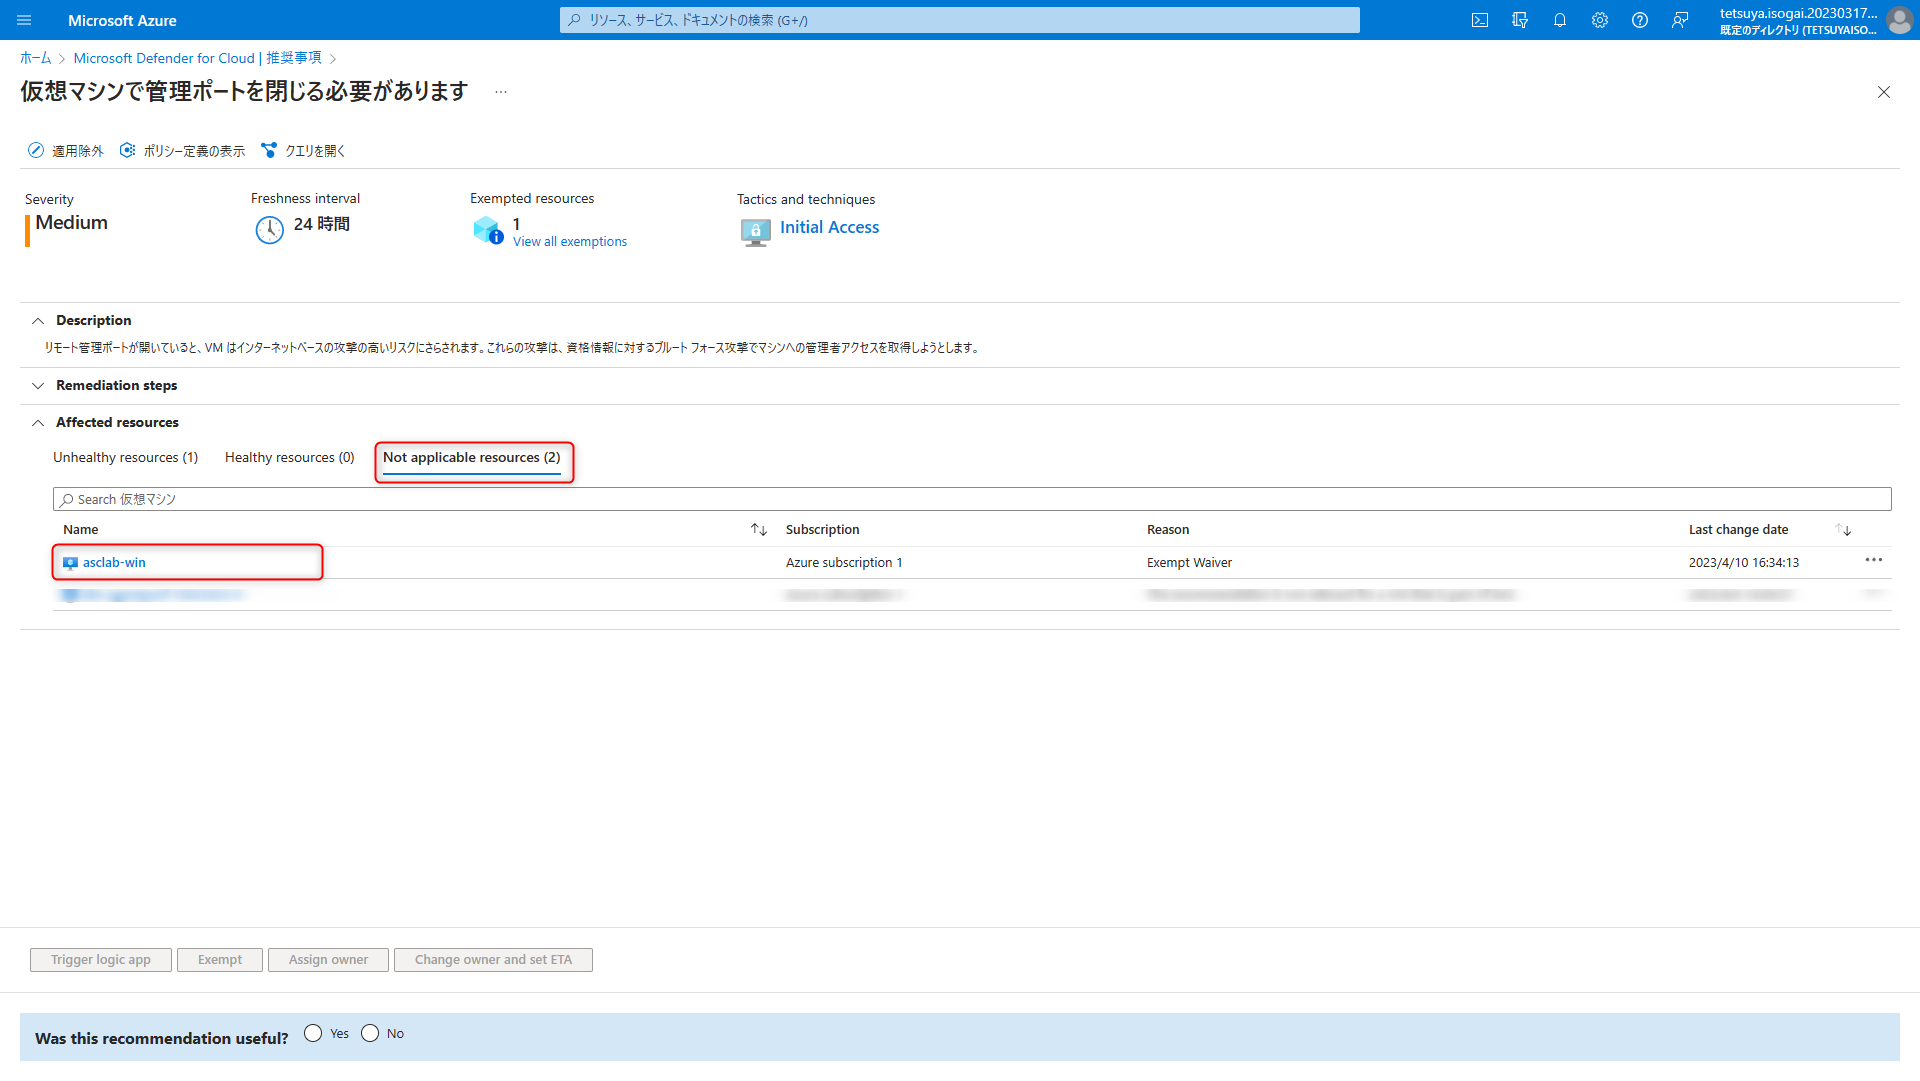 Microsoft Azure
リソース、サービス、ドキュメントの検索 (G+/)
tetsuya.isogai.20230317...
既定のディレクトリ (TETSUYAISO...
ホーム > Microsoft Defender for Cloud | 推奨事項 >
仮想マシンで管理ポートを閉じる必要があります ...
適用除外 ポリシー定義の表示 クエリを開く
Severity
Medium
Freshness interval
24 時間
Exempted resources
1
View all exemptions
Tactics and techniques
Initial Access
Description
リモート管理ポートが開いていると、VM はインターネットベースの攻撃の高いリスクにさらされます。これらの攻撃は、資格情報に対するブルート フォース攻撃でマシンへの管理者アクセスを取得しようとします。
Remediation steps
Affected resources
Unhealthy resources (1) Healthy resources (0) Not applicable resources (2)
Search 仮想マシン
Name Subscription Reason Last change date
asclab-win Azure subscription 1 Exempt Waiver 2023/4/10 16:34:13 ...
Trigger logic app Exempt Assign owner Change owner and set ETA
Was this recommendation useful? Yes No